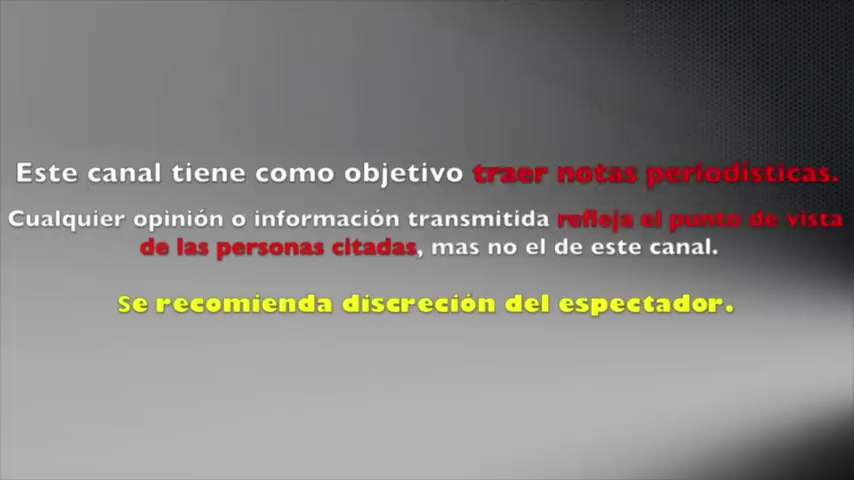 Este canal tiene como objetivo traer notas periodísticas.
Cualquier opinión o información transmitida refleja el punto de vista
de las personas citadas, mas no el de este canal.
Se recomienda discreción del espectador.